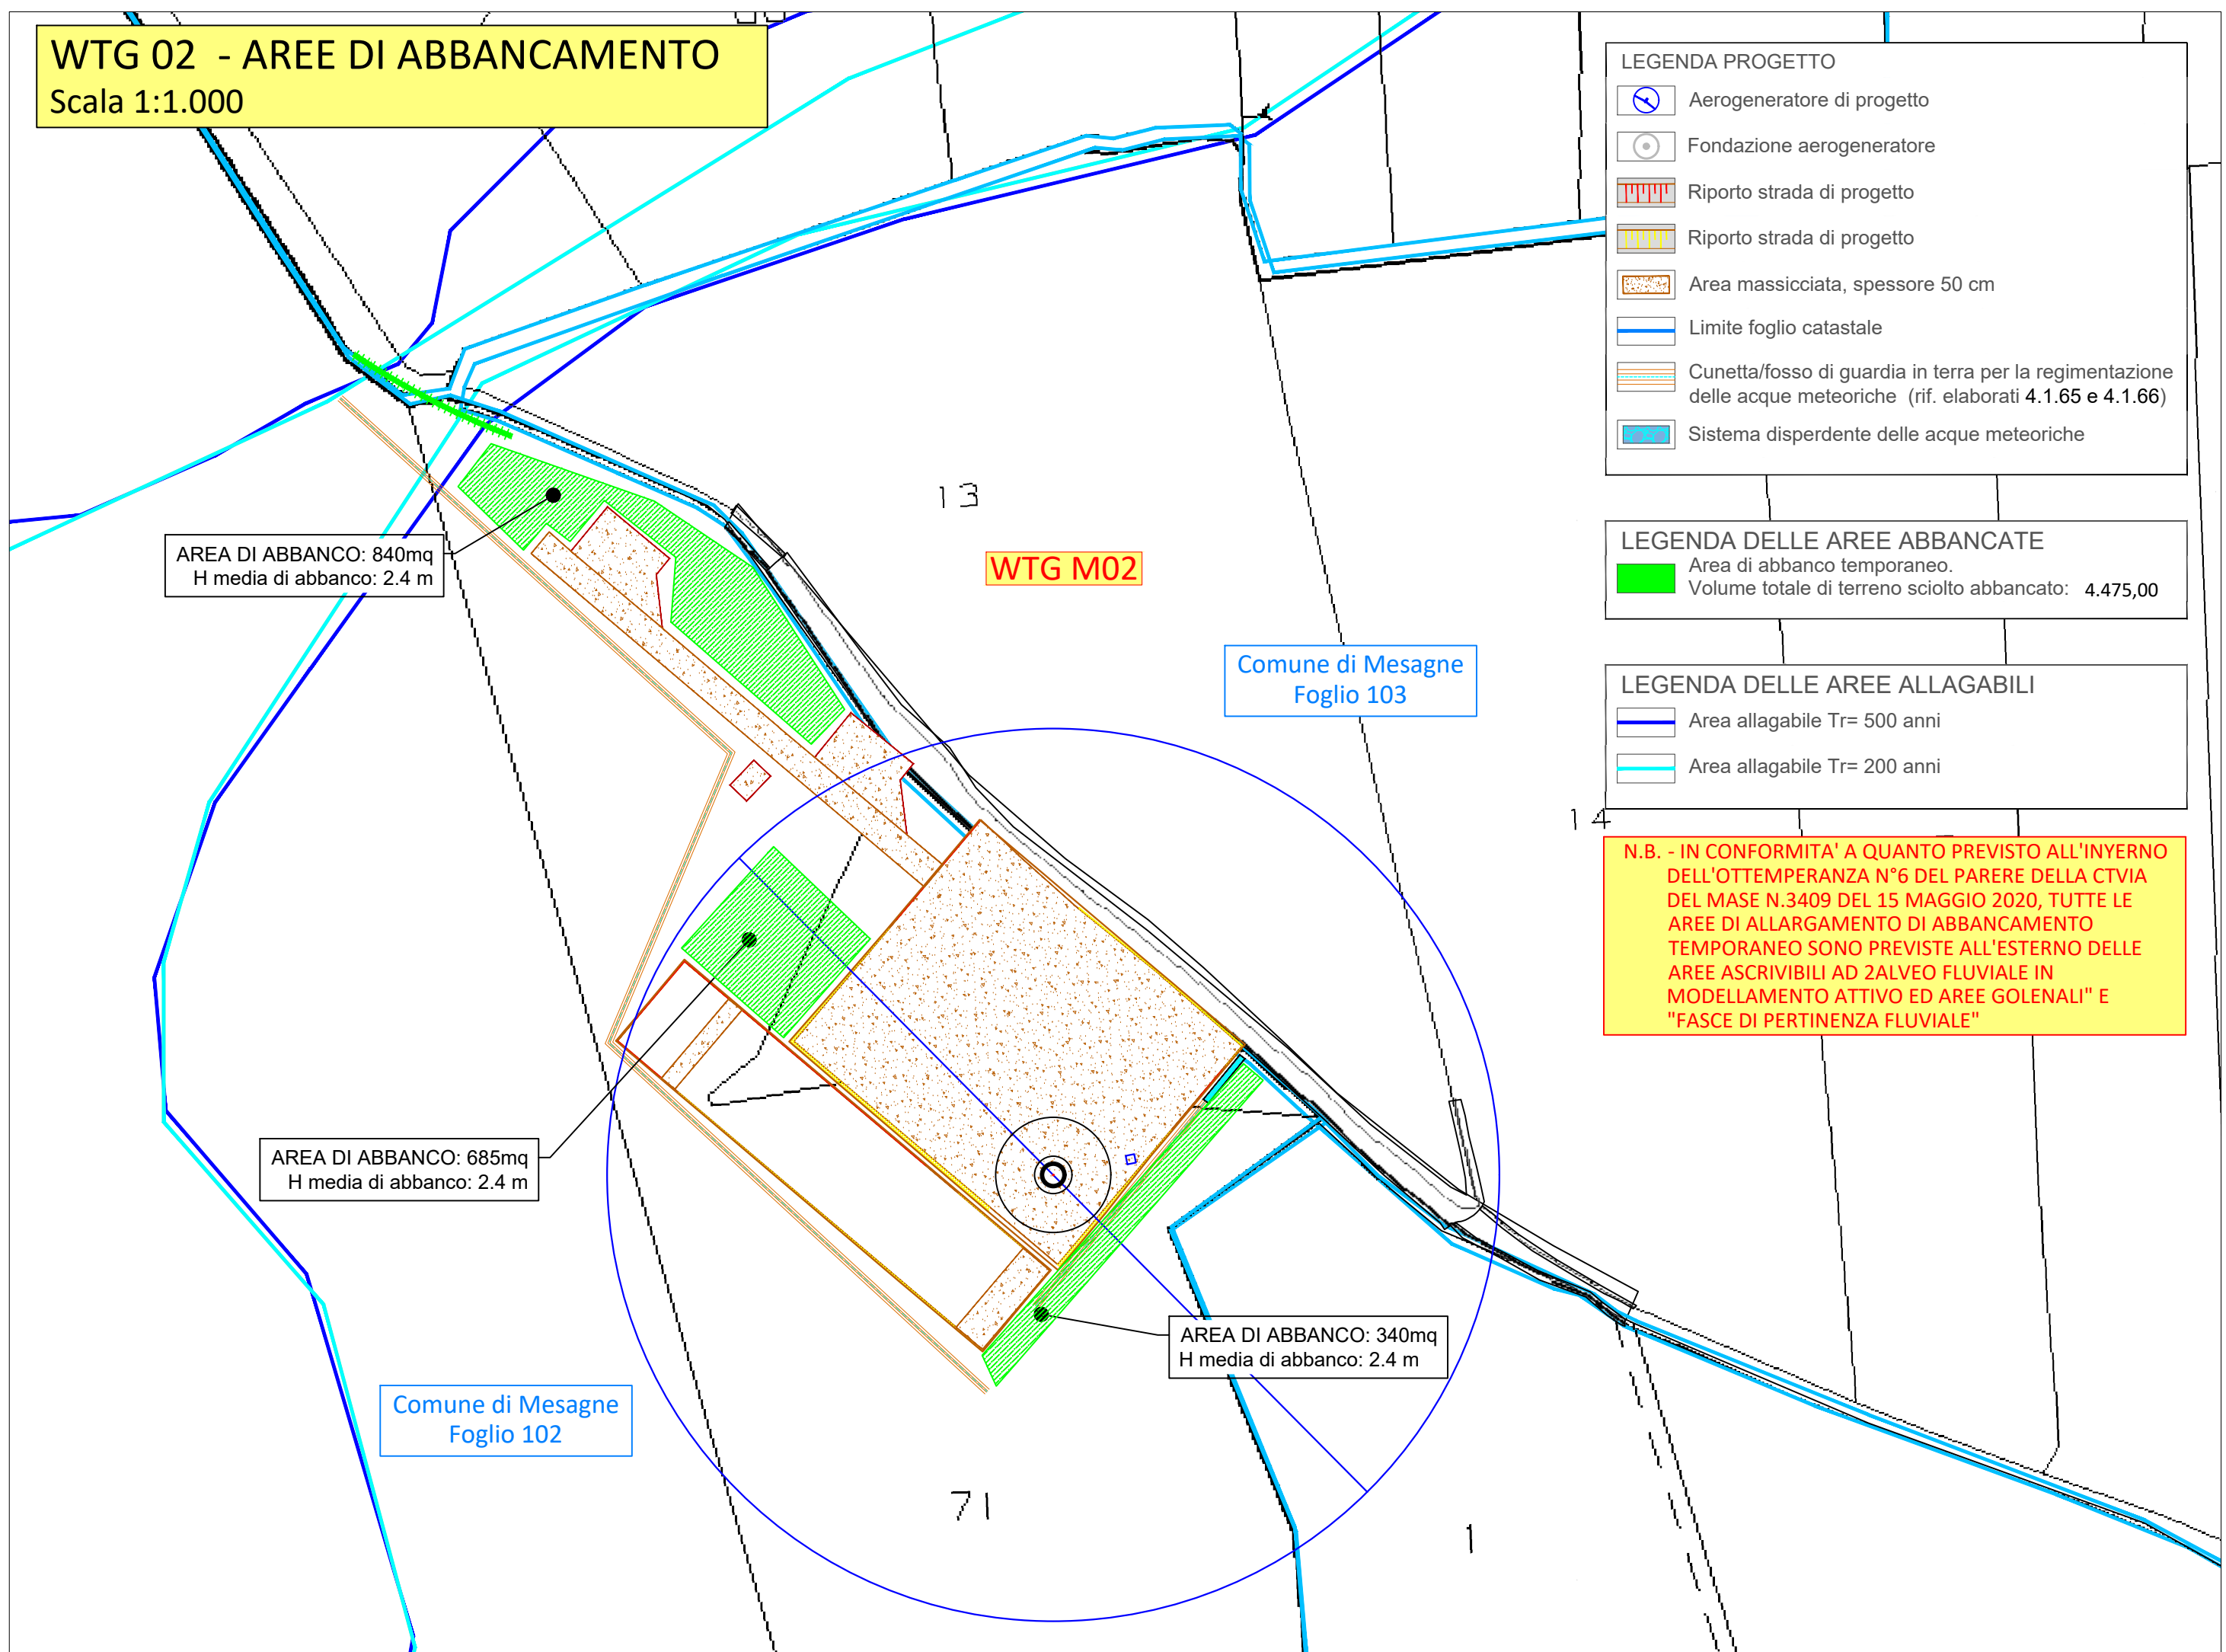 WTG 02 - AREE DI ABBANCAMENTO
Scala 1:1.000
LEGENDA PROGETTO
Aerogeneratore di progetto
Fondazione aerogeneratore
Riporto strada di progetto
Riporto strada di progetto
Area massicciata, spessore 50 cm
Limite foglio catastale
Cunetta/fosso di guardia in terra per la regimentazione
delle acque meteoriche (rif. elaborati 4.1.65 e 4.1.66)
Sistema disperdente delle acque meteoriche
LEGENDA DELLE AREE ABBANCATE
Area di abbanco temporaneo.
Volume totale di terreno sciolto abbancato: 4.475,00
LEGENDA DELLE AREE ALLAGABILI
Area allagabile Tr= 500 anni
Area allagabile Tr= 200 anni
N.B. - IN CONFORMITA' A QUANTO PREVISTO ALL'INYERNO
DELL'OTTEMPERANZA N°6 DEL PARERE DELLA CTVIA
DEL MASE N.3409 DEL 15 MAGGIO 2020, TUTTE LE
AREE DI ALLARGAMENTO DI ABBANCAMENTO
TEMPORANEO SONO PREVISTE ALL'ESTERNO DELLE
AREE ASCRIVIBILI AD 2ALVEO FLUVIALE IN
MODELLAMENTO ATTIVO ED AREE GOLENALI" E
"FASCE DI PERTINENZA FLUVIALE"
13
WTG M02
AREA DI ABBANCO: 840mq
H media di abbanco: 2.4 m
Comune di Mesagne
Foglio 103
14
AREA DI ABBANCO: 685mq
H media di abbanco: 2.4 m
AREA DI ABBANCO: 340mq
H media di abbanco: 2.4 m
Comune di Mesagne
Foglio 102
71
1